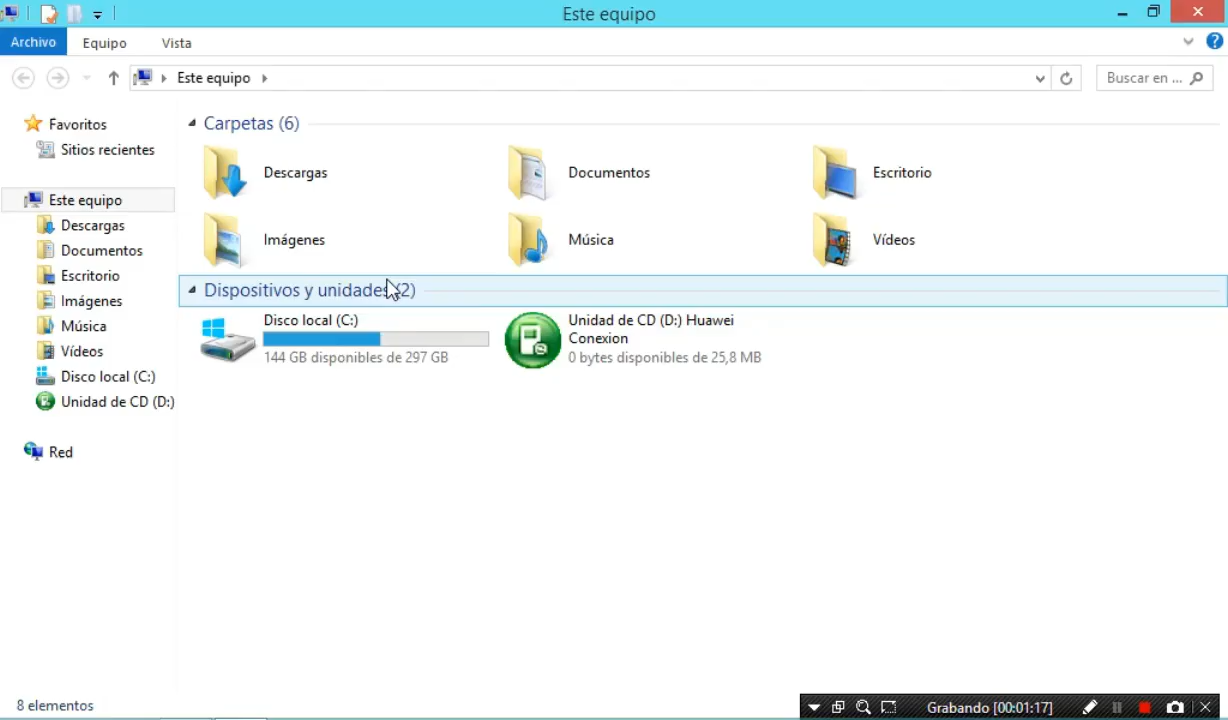 Este equipo
Archivo Equipo Vista
Este equipo
Buscar en ...
Favoritos
Sitios recientes
Este equipo
Descargas
Documentos
Escritorio
Imágenes
Música
Vídeos
Disco local (C:)
Unidad de CD (D:)
Red
Carpetas (6)
Descargas Documentos Escritorio
Imágenes Música Vídeos
Dispositivos y unidades (2)
Disco local (C:)
144 GB disponibles de 297 GB
Unidad de CD (D:) Huawei
Conexion
0 bytes disponibles de 25,8 MB
8 elementos
Grabando [00:01:17]